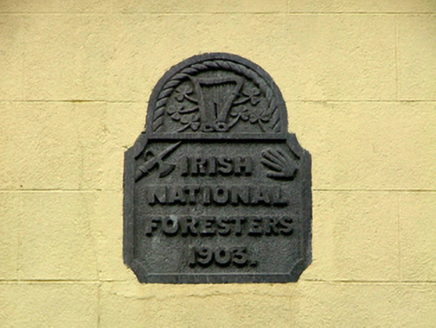 IRISH
NATIONAL
FORESTERS
1903.